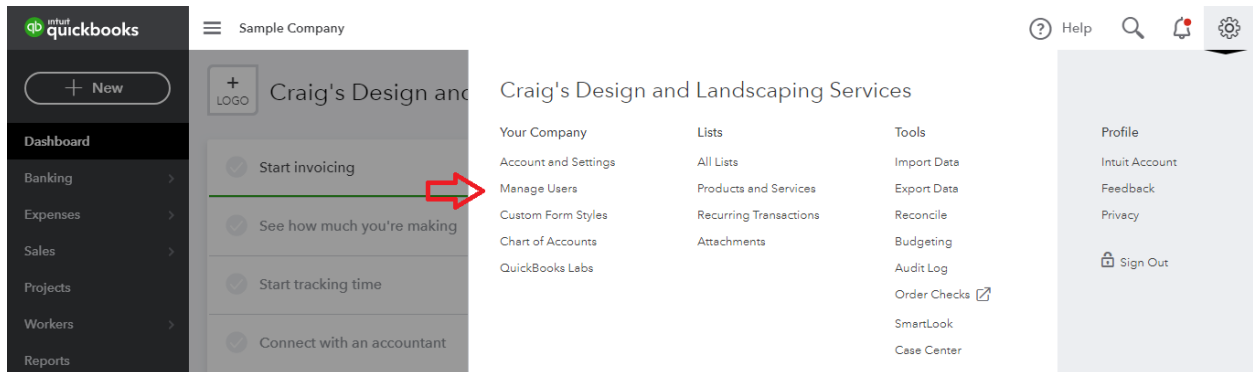 intuit
quickbooks
qb
Sample Company
Help
New
LOGO
Craig's Design and
Dashboard
Banking
Expenses
Sales
Projects
Workers
Reports
Start invoicing
See how much you're making
Start tracking time
Connect with an accountant
Craig's Design and Landscaping Services
Your Company
Account and Settings
Manage Users
Custom Form Styles
Chart of Accounts
QuickBooks Labs
Lists
All Lists
Products and Services
Recurring Transactions
Attachments
Tools
Import Data
Export Data
Reconcile
Budgeting
Audit Log
Order Checks
SmartLook
Case Center
Profile
Intuit Account
Feedback
Privacy
Sign Out